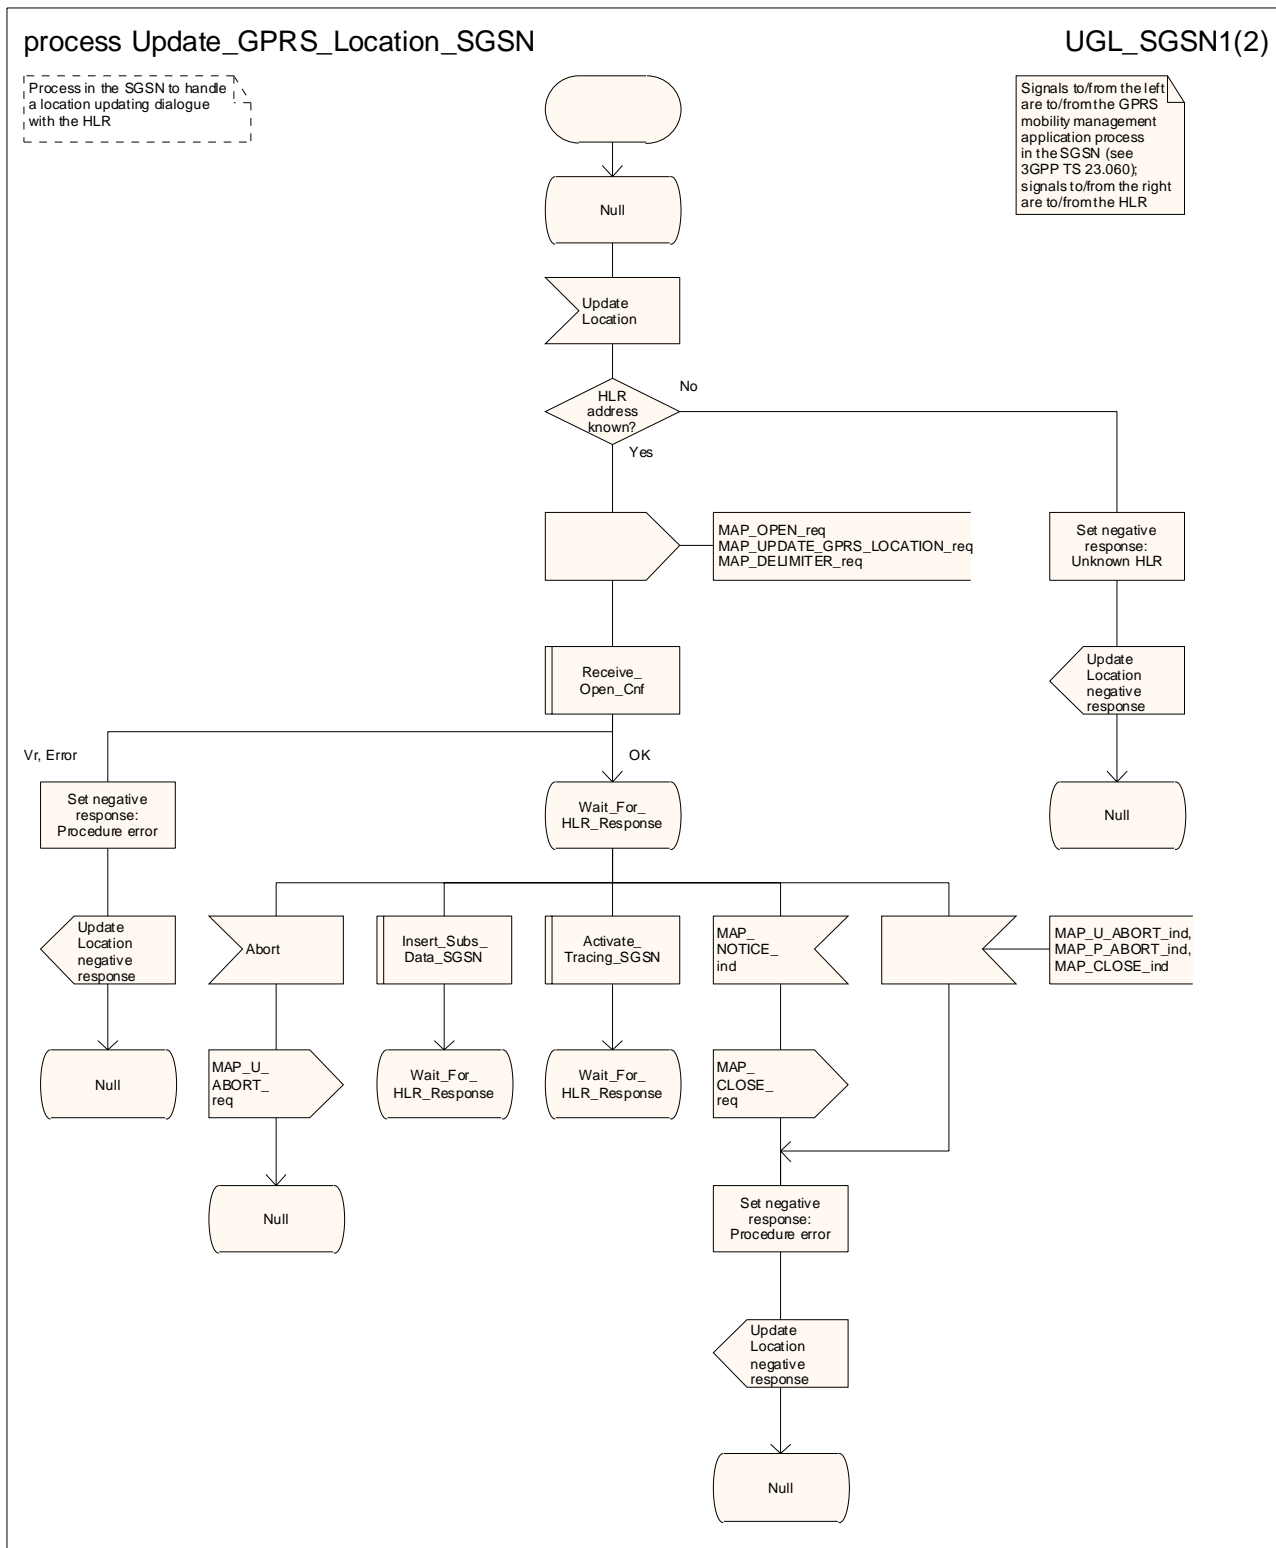 process Update_GPRS_Location_SGSN
UGL_SGSN1(2)
Process in the SGSN to handle
a location updating dialogue
with the HLR
Signals to/from the left
are to/from the GPRS
mobility management
application process
in the SGSN (see
3GPP TS 23.060);
signals to/from the right
are to/from the HLR
Null
Update
Location
HLR
address
known?
No
Yes
MAP_OPEN_req
MAP_UPDATE_GPRS_LOCATION_req
MAP_DELIMITER_req
Set negative
response:
Unknown HLR
Receive_
Open_Cnf
Update
Location
negative
response
Vr, Error
OK
Set negative
response:
Procedure error
Wait_For_
HLR_Response
Null
Update
Location
negative
response
Abort
Insert_Subs_
Data_SGSN
Activate_
Tracing_SGSN
MAP_
NOTICE_
ind
MAP_U_ABORT_ind,
MAP_P_ABORT_ind,
MAP_CLOSE_ind
Null
MAP_U_
ABORT_
req
Wait_For_
HLR_Response
Wait_For_
HLR_Response
MAP_
CLOSE_
req
Null
Set negative
response:
Procedure error
Update
Location
negative
response
Null